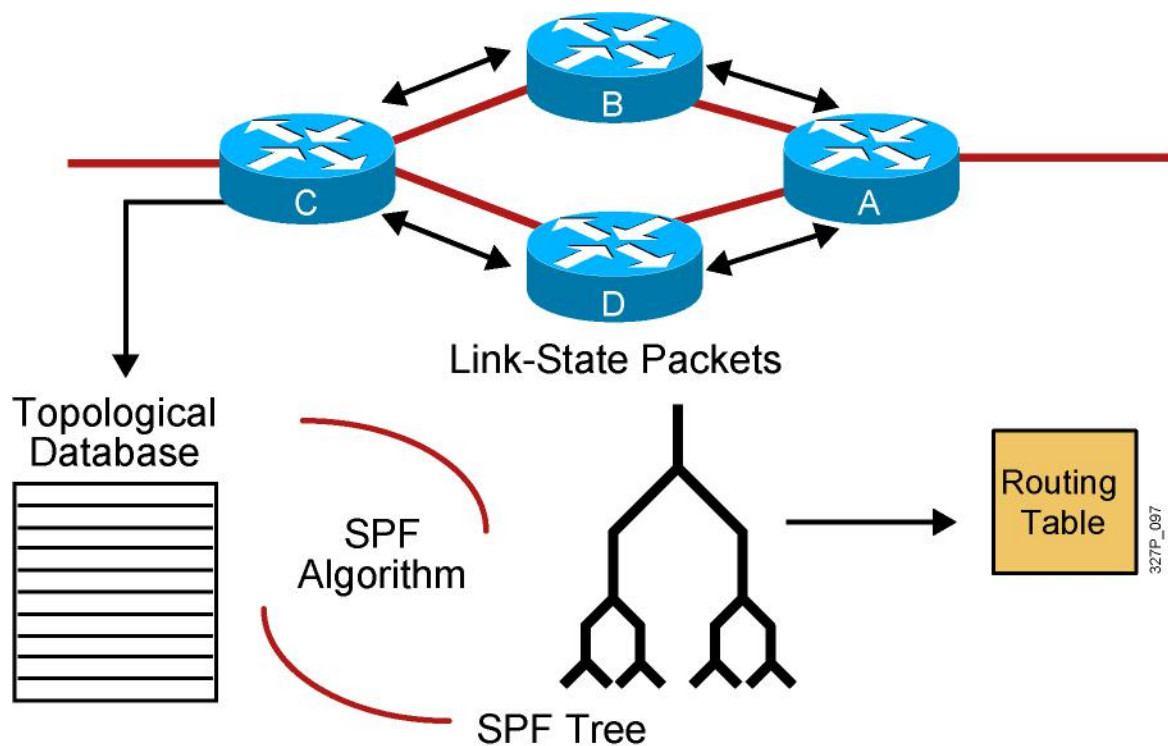 B
C
A
D
Link-State Packets
Topological
Database
SPF
Algorithm
Routing
Table
327P_097
SPF Tree